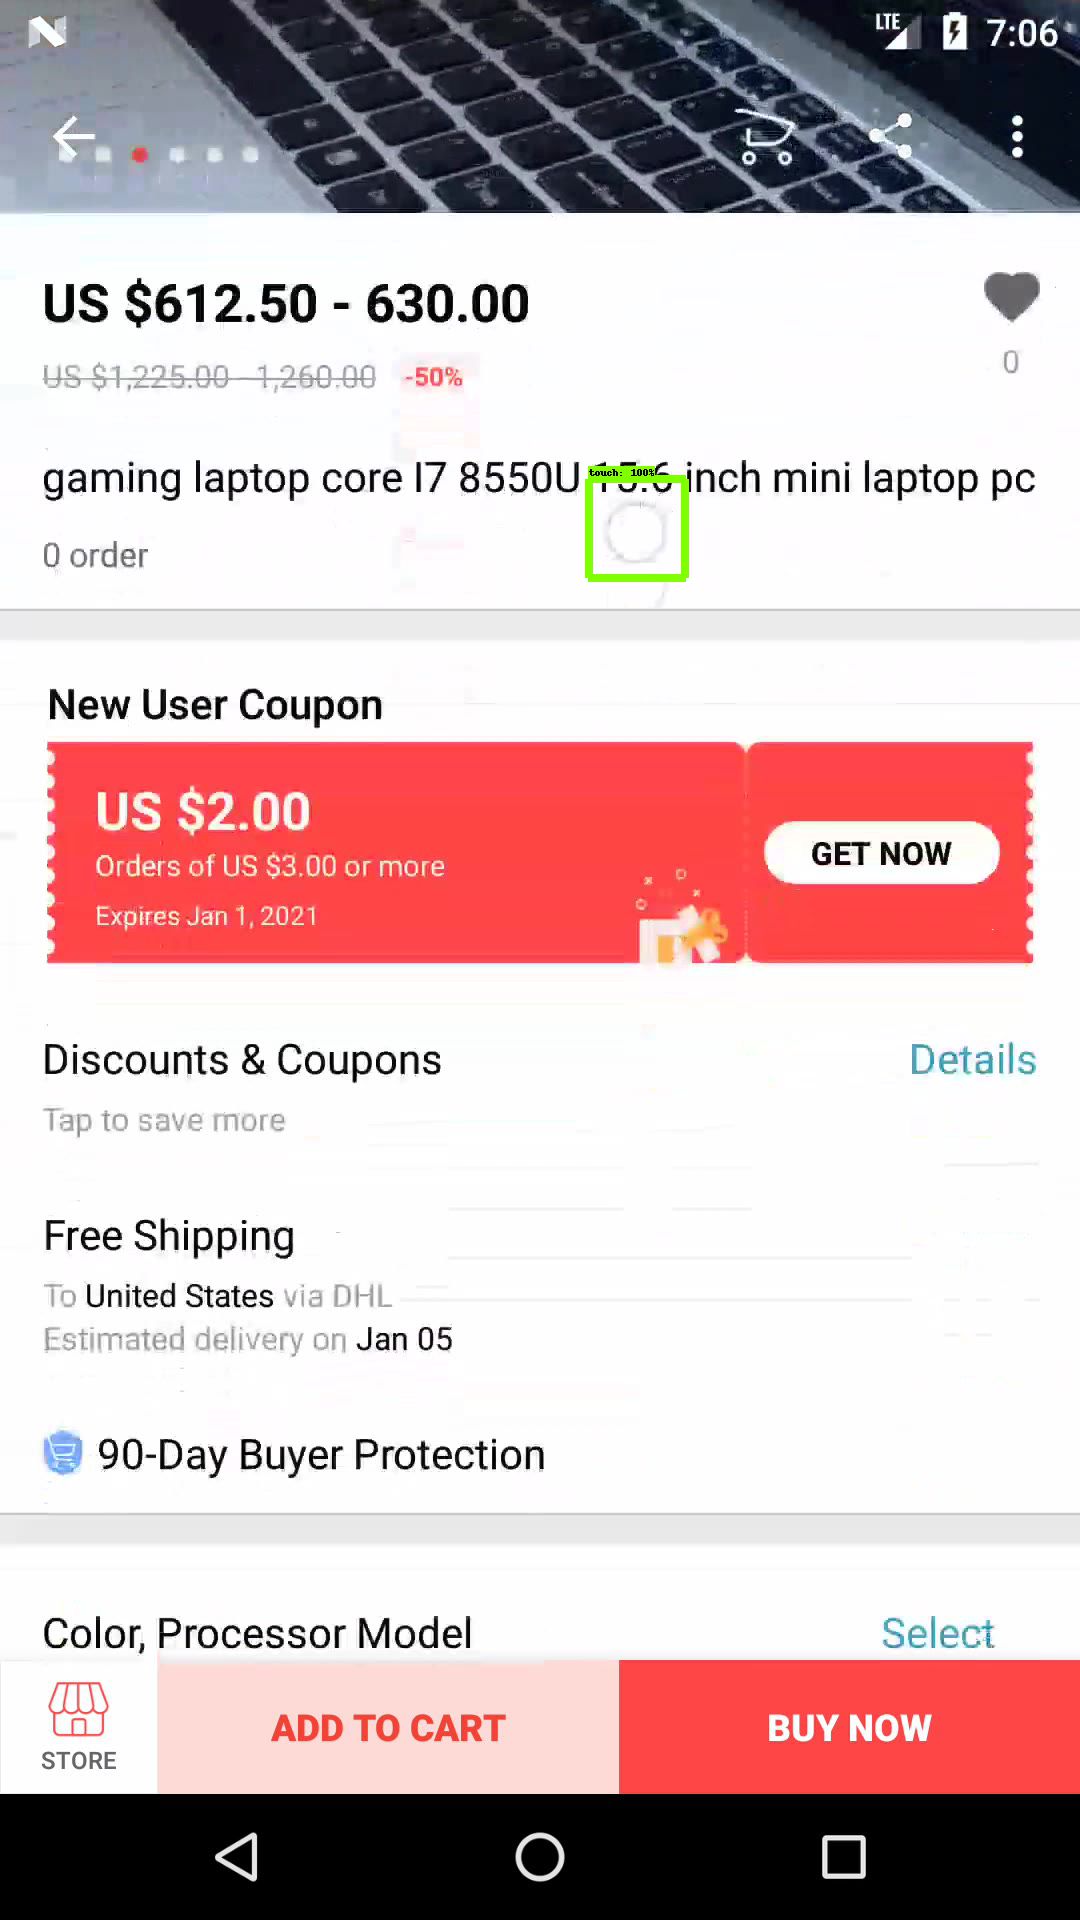 LTE 7:06
US $612.50 - 630.00
US $1,225.00 - 1,260.00 -50%
0
touch: 100%
gaming laptop core I7 8550U 15.6 inch mini laptop pc
0 order
New User Coupon
US $2.00
Orders of US $3.00 or more
Expires Jan 1, 2021
GET NOW
Discounts & Coupons
Details
Tap to save more
Free Shipping
To United States via DHL
Estimated delivery on Jan 05
90-Day Buyer Protection
Color, Processor Model
Select
STORE
ADD TO CART
BUY NOW